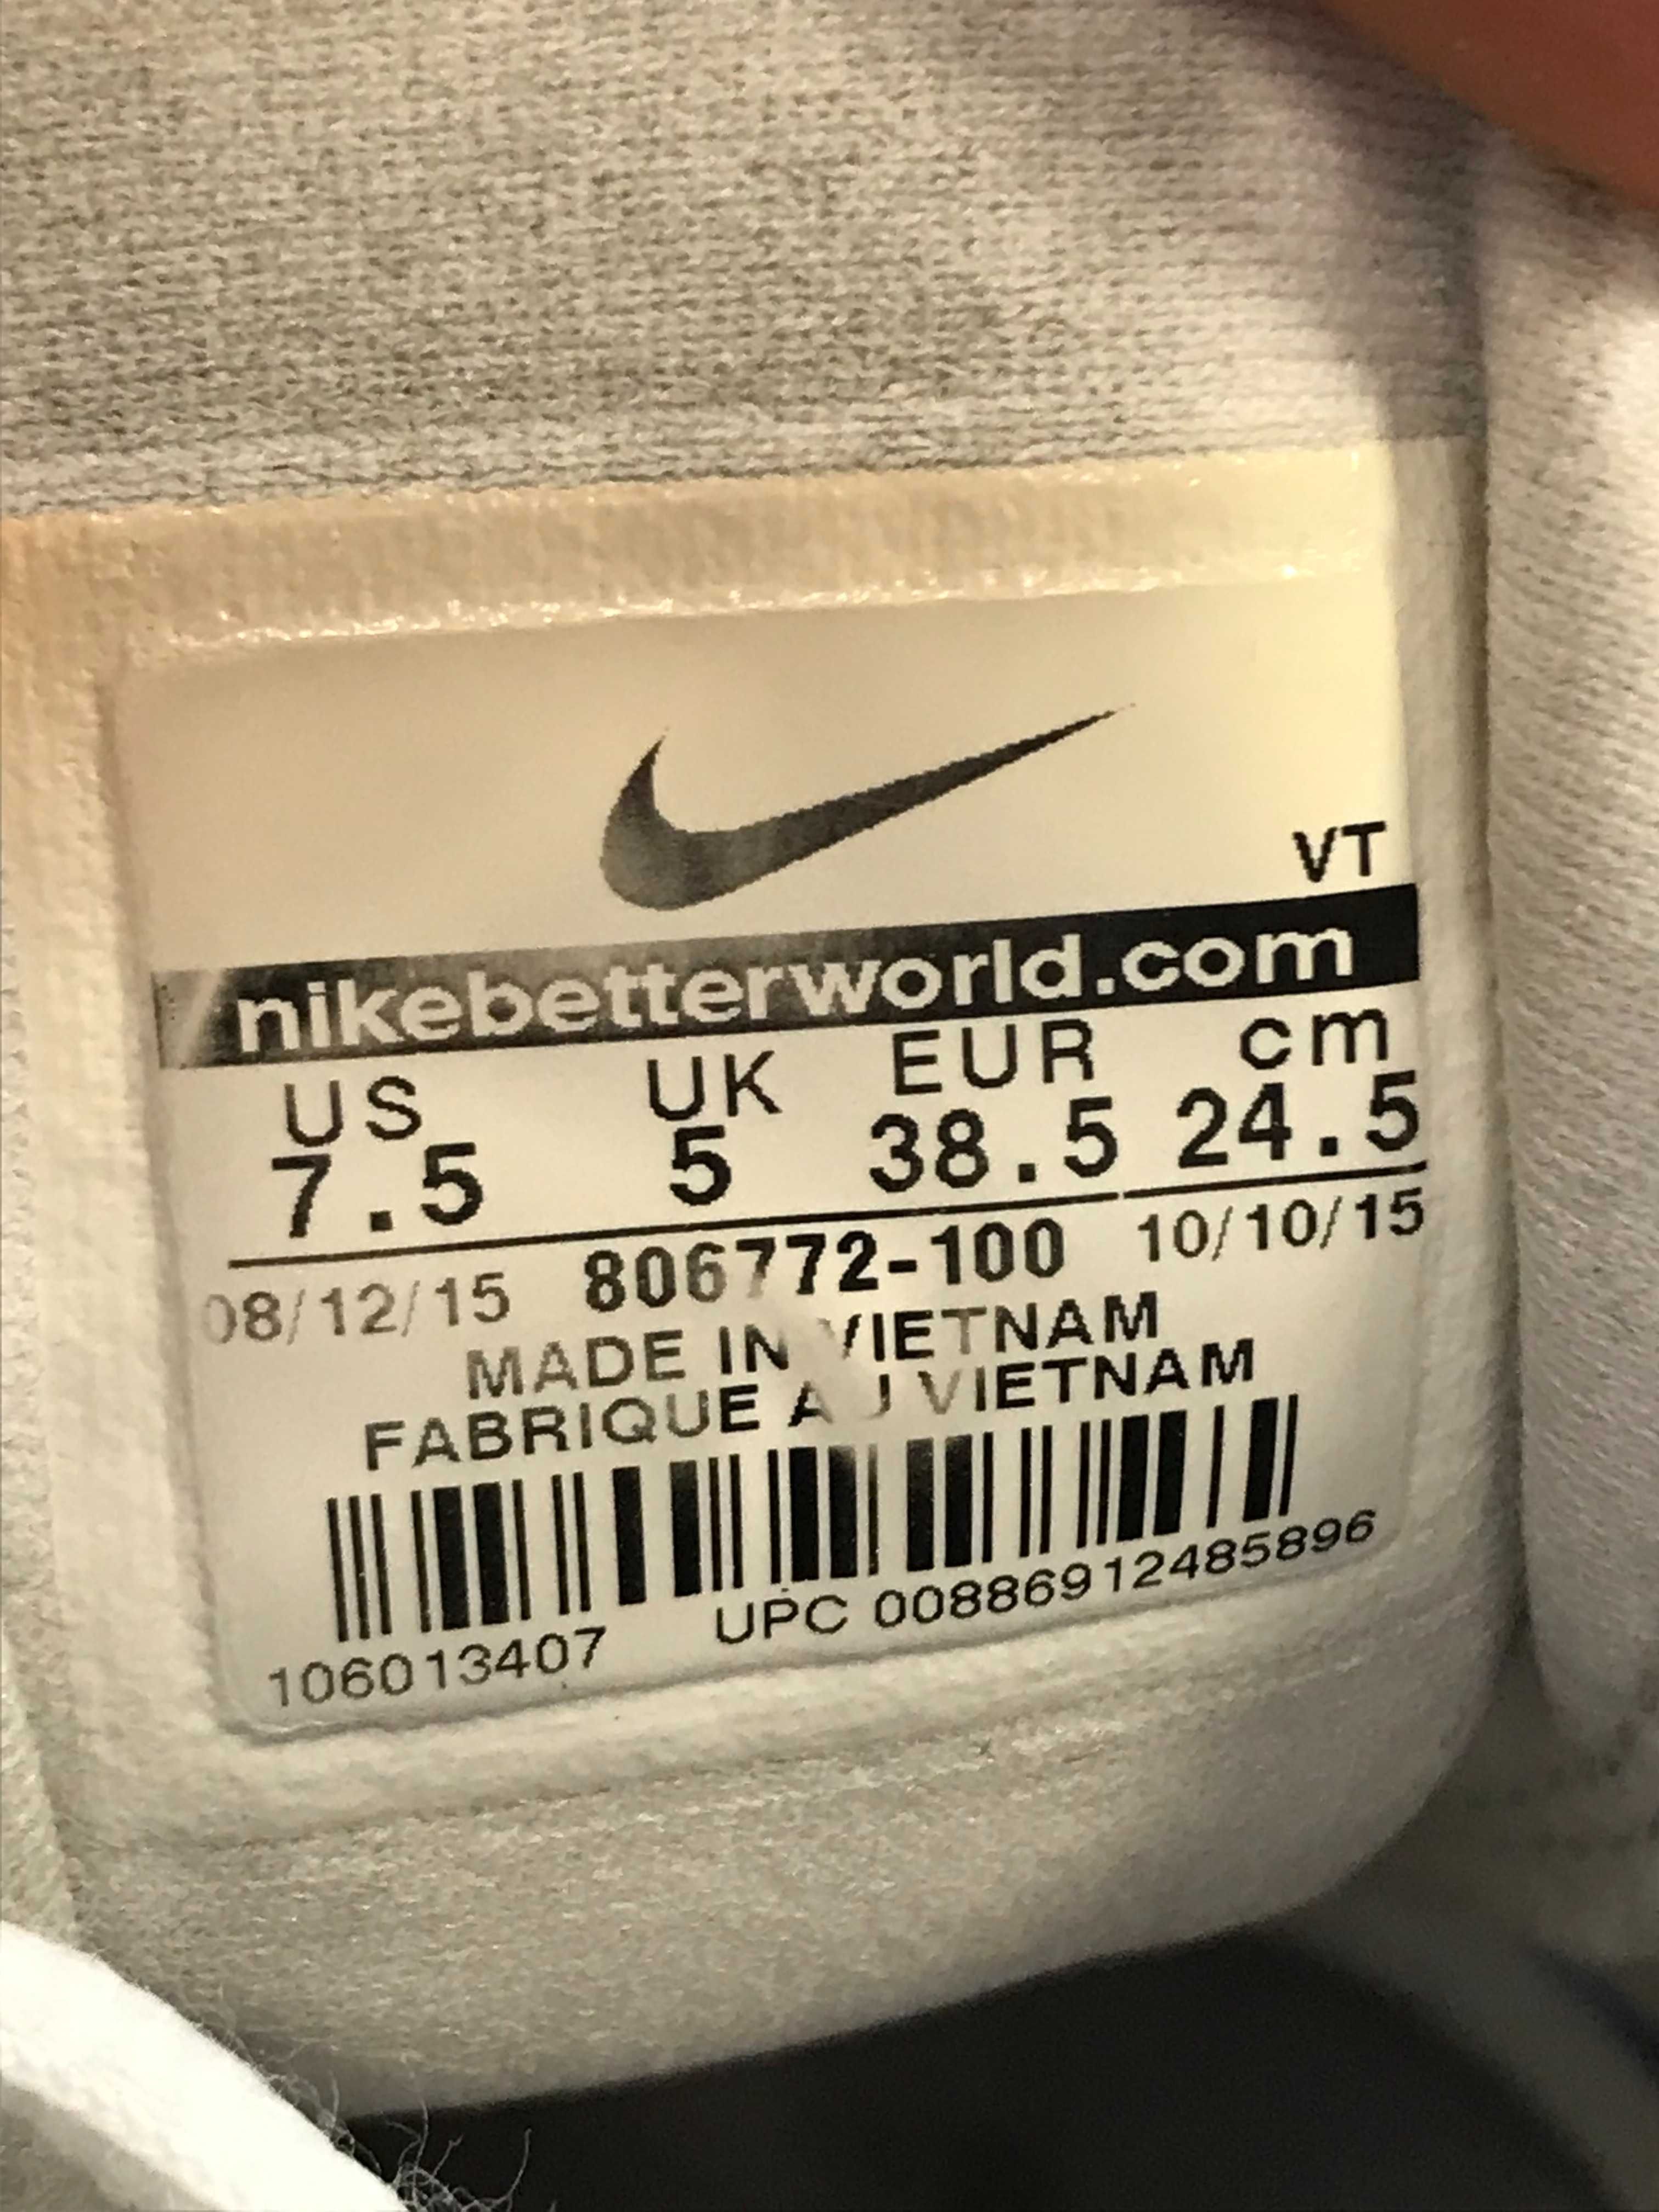 VT
nikebetterworld.com
US UK EUR cm
7.5 5 38.5 24.5
08/12/15 806772-100 10/10/15
MADE IN VIETNAM
FABRIQUE AU VIETNAM
106013407 UPC 00886912485896